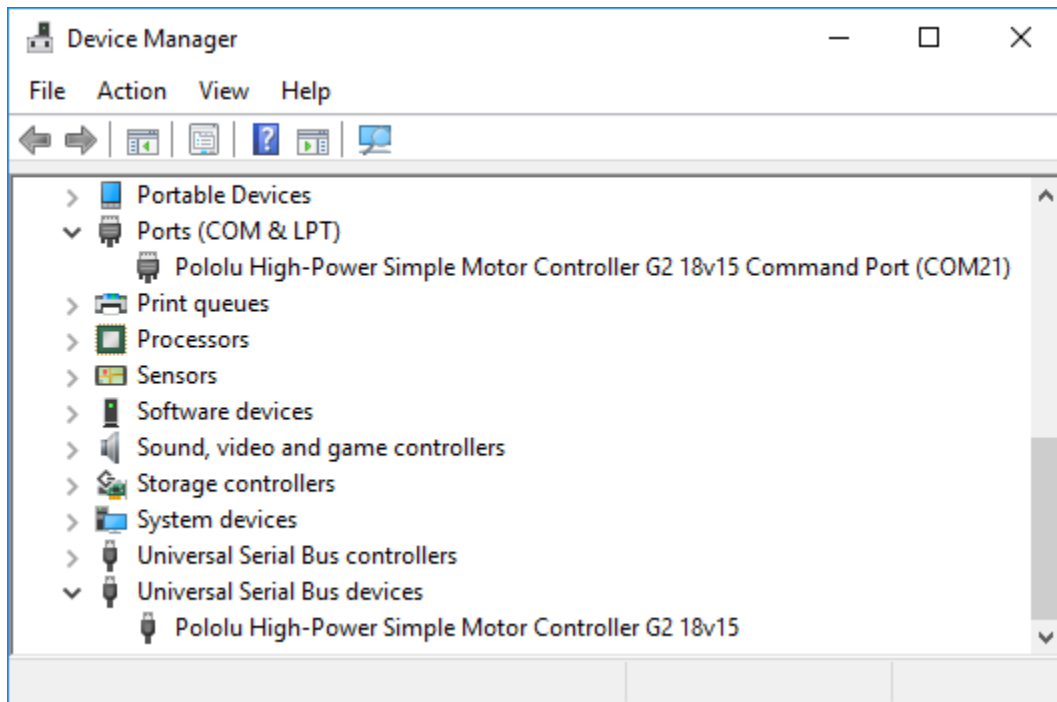 Device Manager
File Action View Help
Portable Devices
Ports (COM & LPT)
Pololu High-Power Simple Motor Controller G2 18v15 Command Port (COM21)
Print queues
Processors
Sensors
Software devices
Sound, video and game controllers
Storage controllers
System devices
Universal Serial Bus controllers
Universal Serial Bus devices
Pololu High-Power Simple Motor Controller G2 18v15